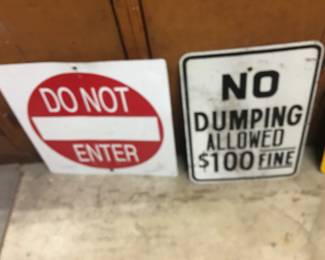 DO NOT
ENTER
NO
DUMPING
ALLOWED
$100 FINE